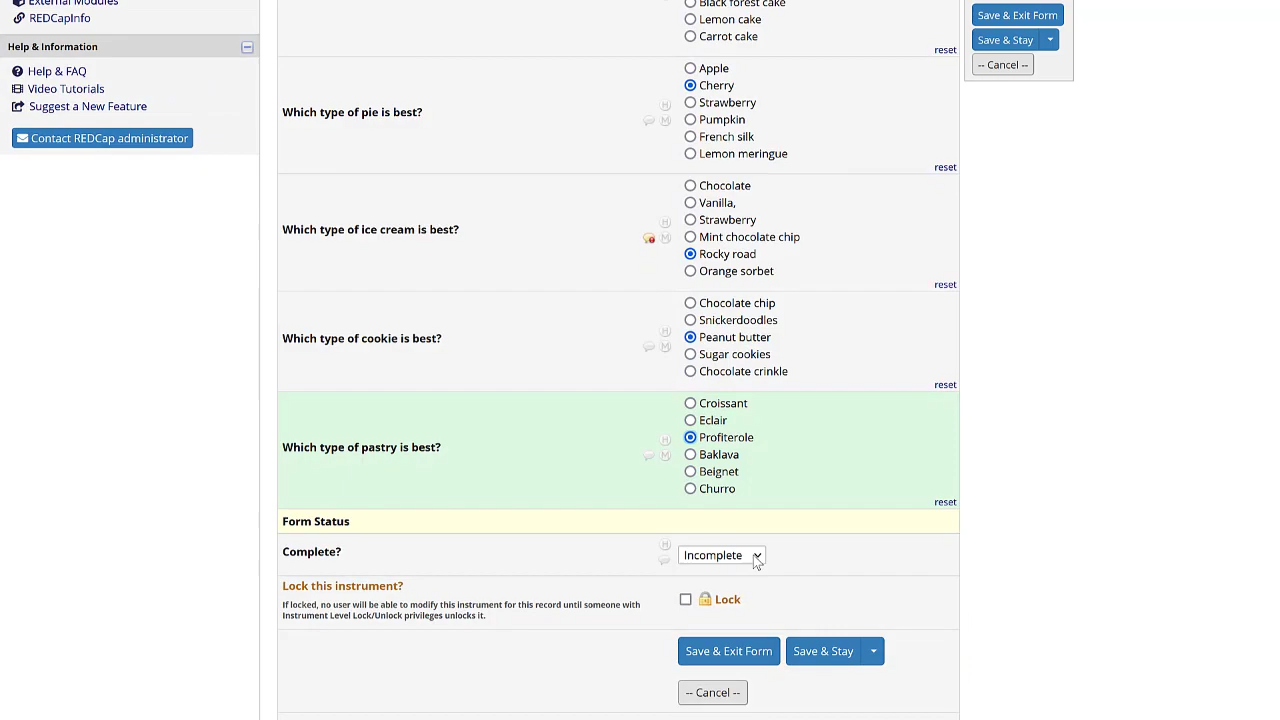 External Modules
REDCapInfo
Help & Information
Help & FAQ
Video Tutorials
Suggest a New Feature
Contact REDCap administrator
Black forest cake
Lemon cake
Carrot cake
reset
Which type of pie is best?
H
M
Apple
Cherry
Strawberry
Pumpkin
French silk
Lemon meringue
reset
Which type of ice cream is best?
H
M
Chocolate
Vanilla,
Strawberry
Mint chocolate chip
Rocky road
Orange sorbet
reset
Which type of cookie is best?
H
M
Chocolate chip
Snickerdoodles
Peanut butter
Sugar cookies
Chocolate crinkle
reset
Which type of pastry is best?
H
M
Croissant
Eclair
Profiterole
Baklava
Beignet
Churro
reset
Form Status
Complete?
H
Incomplete
Lock this instrument?
If locked, no user will be able to modify this instrument for this record until someone with
Instrument Level Lock/Unlock privileges unlocks it.
Lock
Save & Exit Form
Save & Stay
-- Cancel --
Save & Exit Form
Save & Stay
-- Cancel --